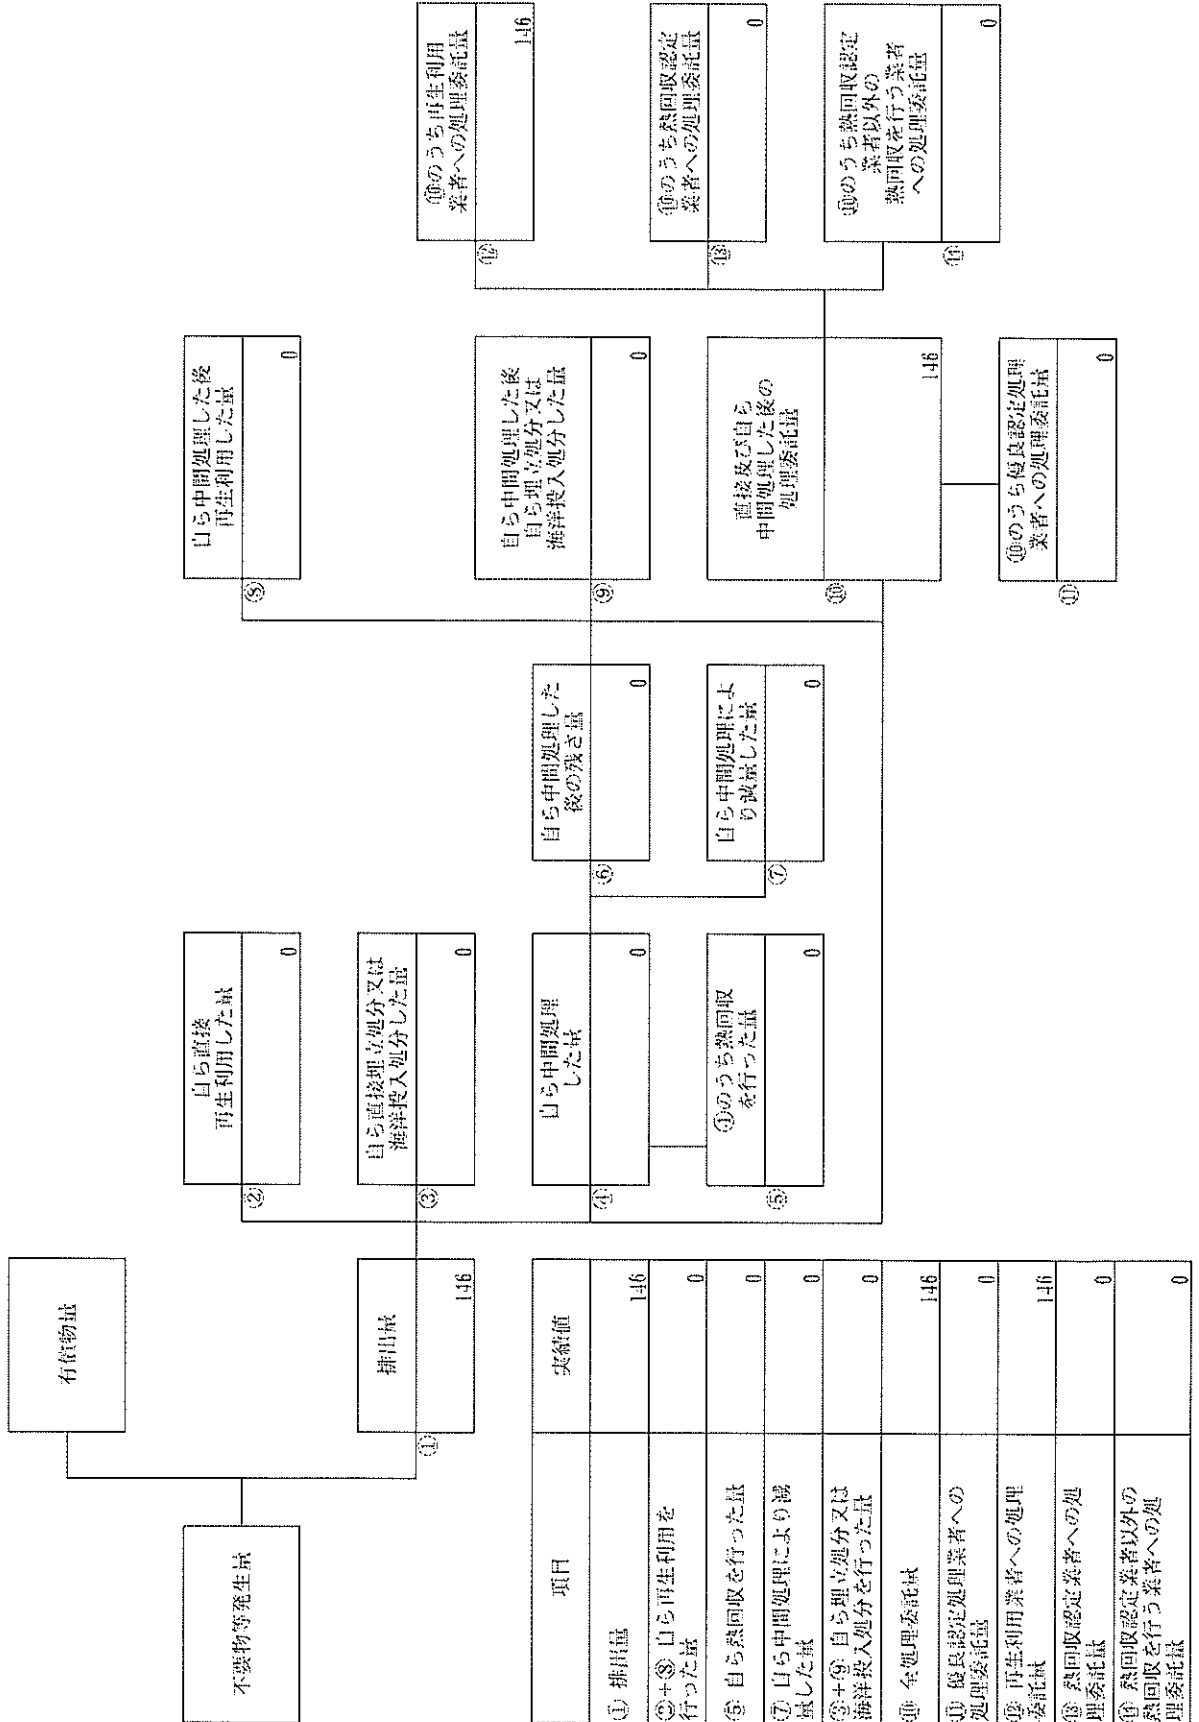 不要物等発生量
有償物量
①
排出量
146
②
自ら直接
再生利用した量
0
③
自ら直接埋立処分又は
海洋投入処分した量
0
④
自ら中間処理
した量
0
⑤
④のうち熱回収
を行った量
0
⑥
自ら中間処理した
後の残さ量
0
⑦
自ら中間処理によ
り減量した量
0
⑧
自ら中間処理した後
再生利用した量
0
⑨
自ら中間処理した後
自ら埋立処分又は
海洋投入処分した量
0
⑩
直接及び自ら
中間処理した後の
処理委託量
146
⑪
⑩のうち優良認定処理
業者への処理委託量
0
⑫
⑩のうち再生利用
業者への処理委託量
146
⑬
⑩のうち熱回収認定
業者への処理委託量
0
⑭
⑩のうち熱回収認定
業者以外の
熱回収を行う業者
への処理委託量
0
項目 実績値
① 排出量 146
②+⑧ 自ら再生利用を
行った量 0
⑤ 自ら熱回収を行った量 0
⑦ 自ら中間処理により減
量した量 0
③+⑨ 自ら埋立処分又は
海洋投入処分を行った量 0
⑩ 全処理委託量 146
⑪ 優良認定処理業者への
処理委託量 0
⑫ 再生利用業者への処理
委託量 146
⑬ 熱回収認定業者への処
理委託量 0
⑭ 熱回収認定業者以外の
熱回収を行う業者への処
理委託量 0